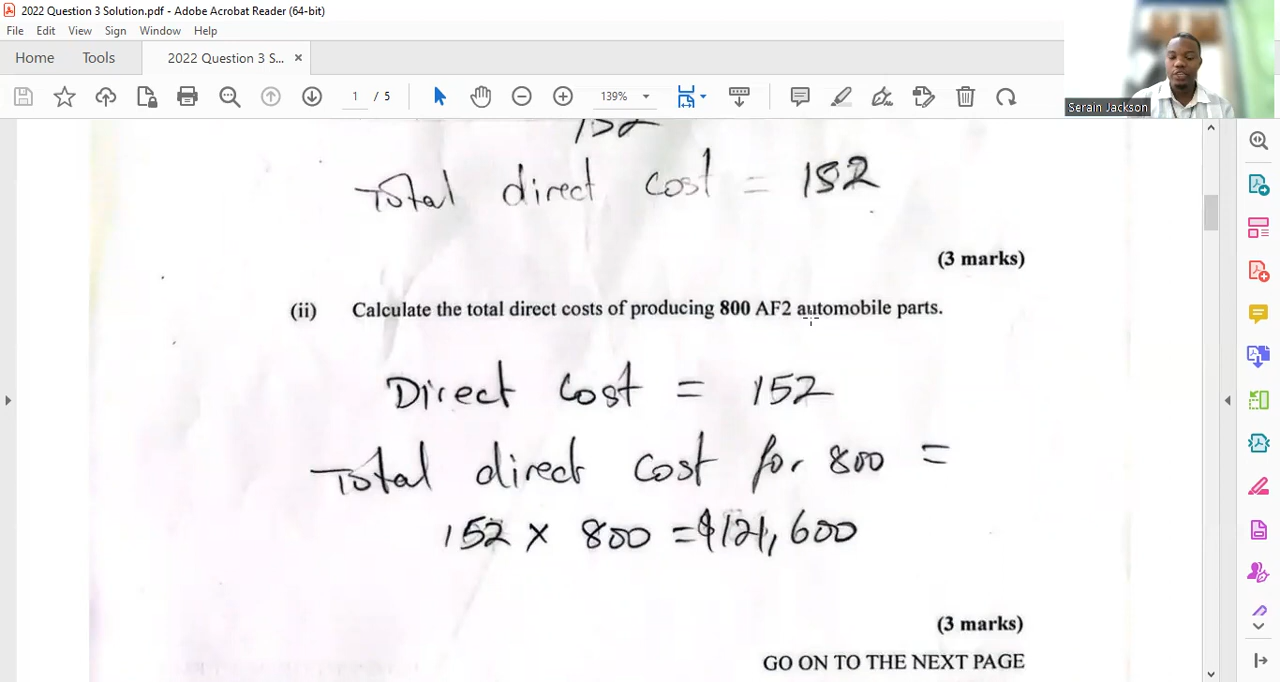 2022 Question 3 Solution.pdf - Adobe Acrobat Reader (64-bit)
File Edit View Sign Window Help
Home Tools 2022 Question 3 S... ×
1 / 5 139%
Serain Jackson
152
Total direct cost = 152
(3 marks)
(ii) Calculate the total direct costs of producing 800 AF2 automobile parts.
Direct Cost = 152
Total direct cost for 800 =
152 × 800 = $121,600
(3 marks)
GO ON TO THE NEXT PAGE